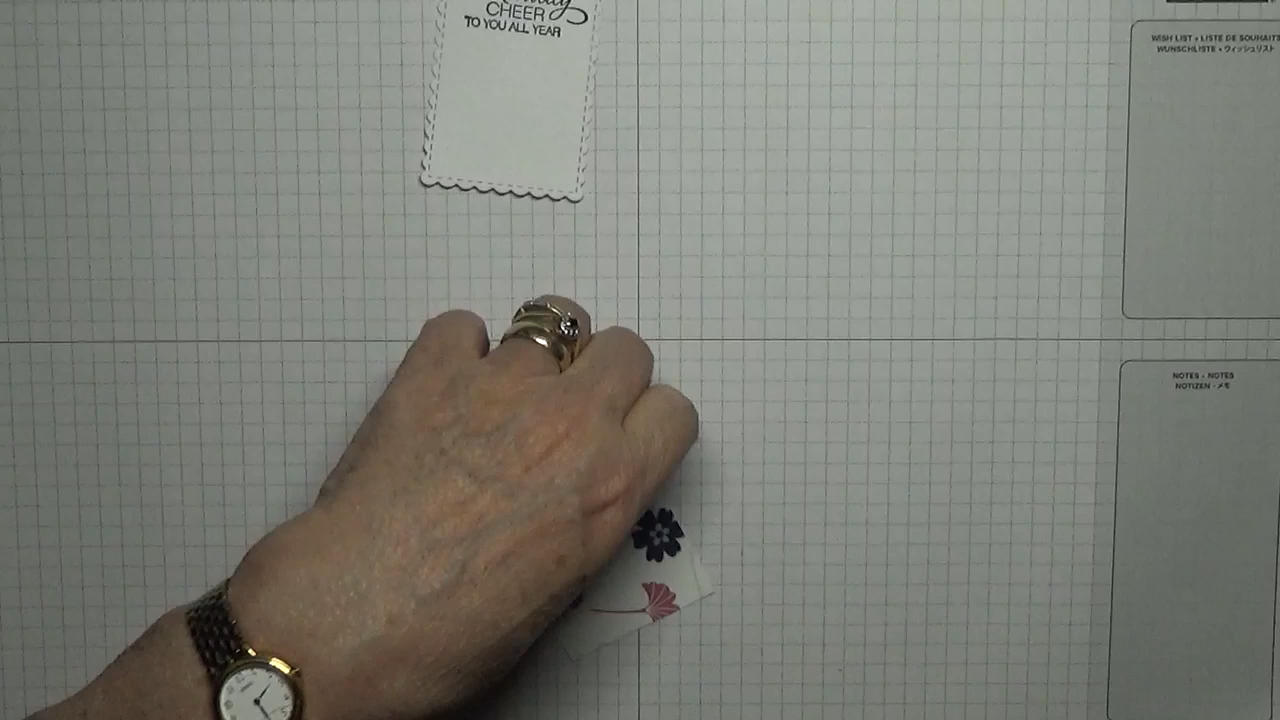 CHEER
TO YOU ALL YEAR
WISH LIST • LISTE DE SOUHAITS
WUNSCHLISTE • ウィッシュリスト
NOTES • NOTES
NOTIZEN • メモ